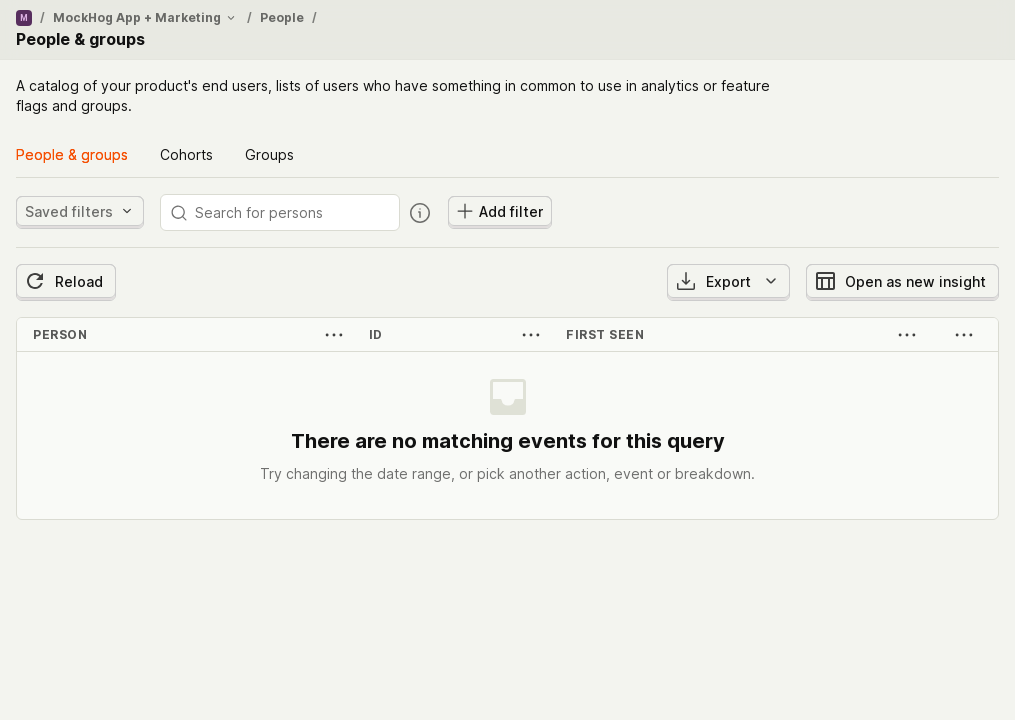 M / MockHog App + Marketing / People /
People & groups
A catalog of your product's end users, lists of users who have something in common to use in analytics or feature
flags and groups.
People & groups Cohorts Groups
Saved filters Search for persons Add filter
Reload Export Open as new insight
PERSON ID FIRST SEEN
There are no matching events for this query
Try changing the date range, or pick another action, event or breakdown.